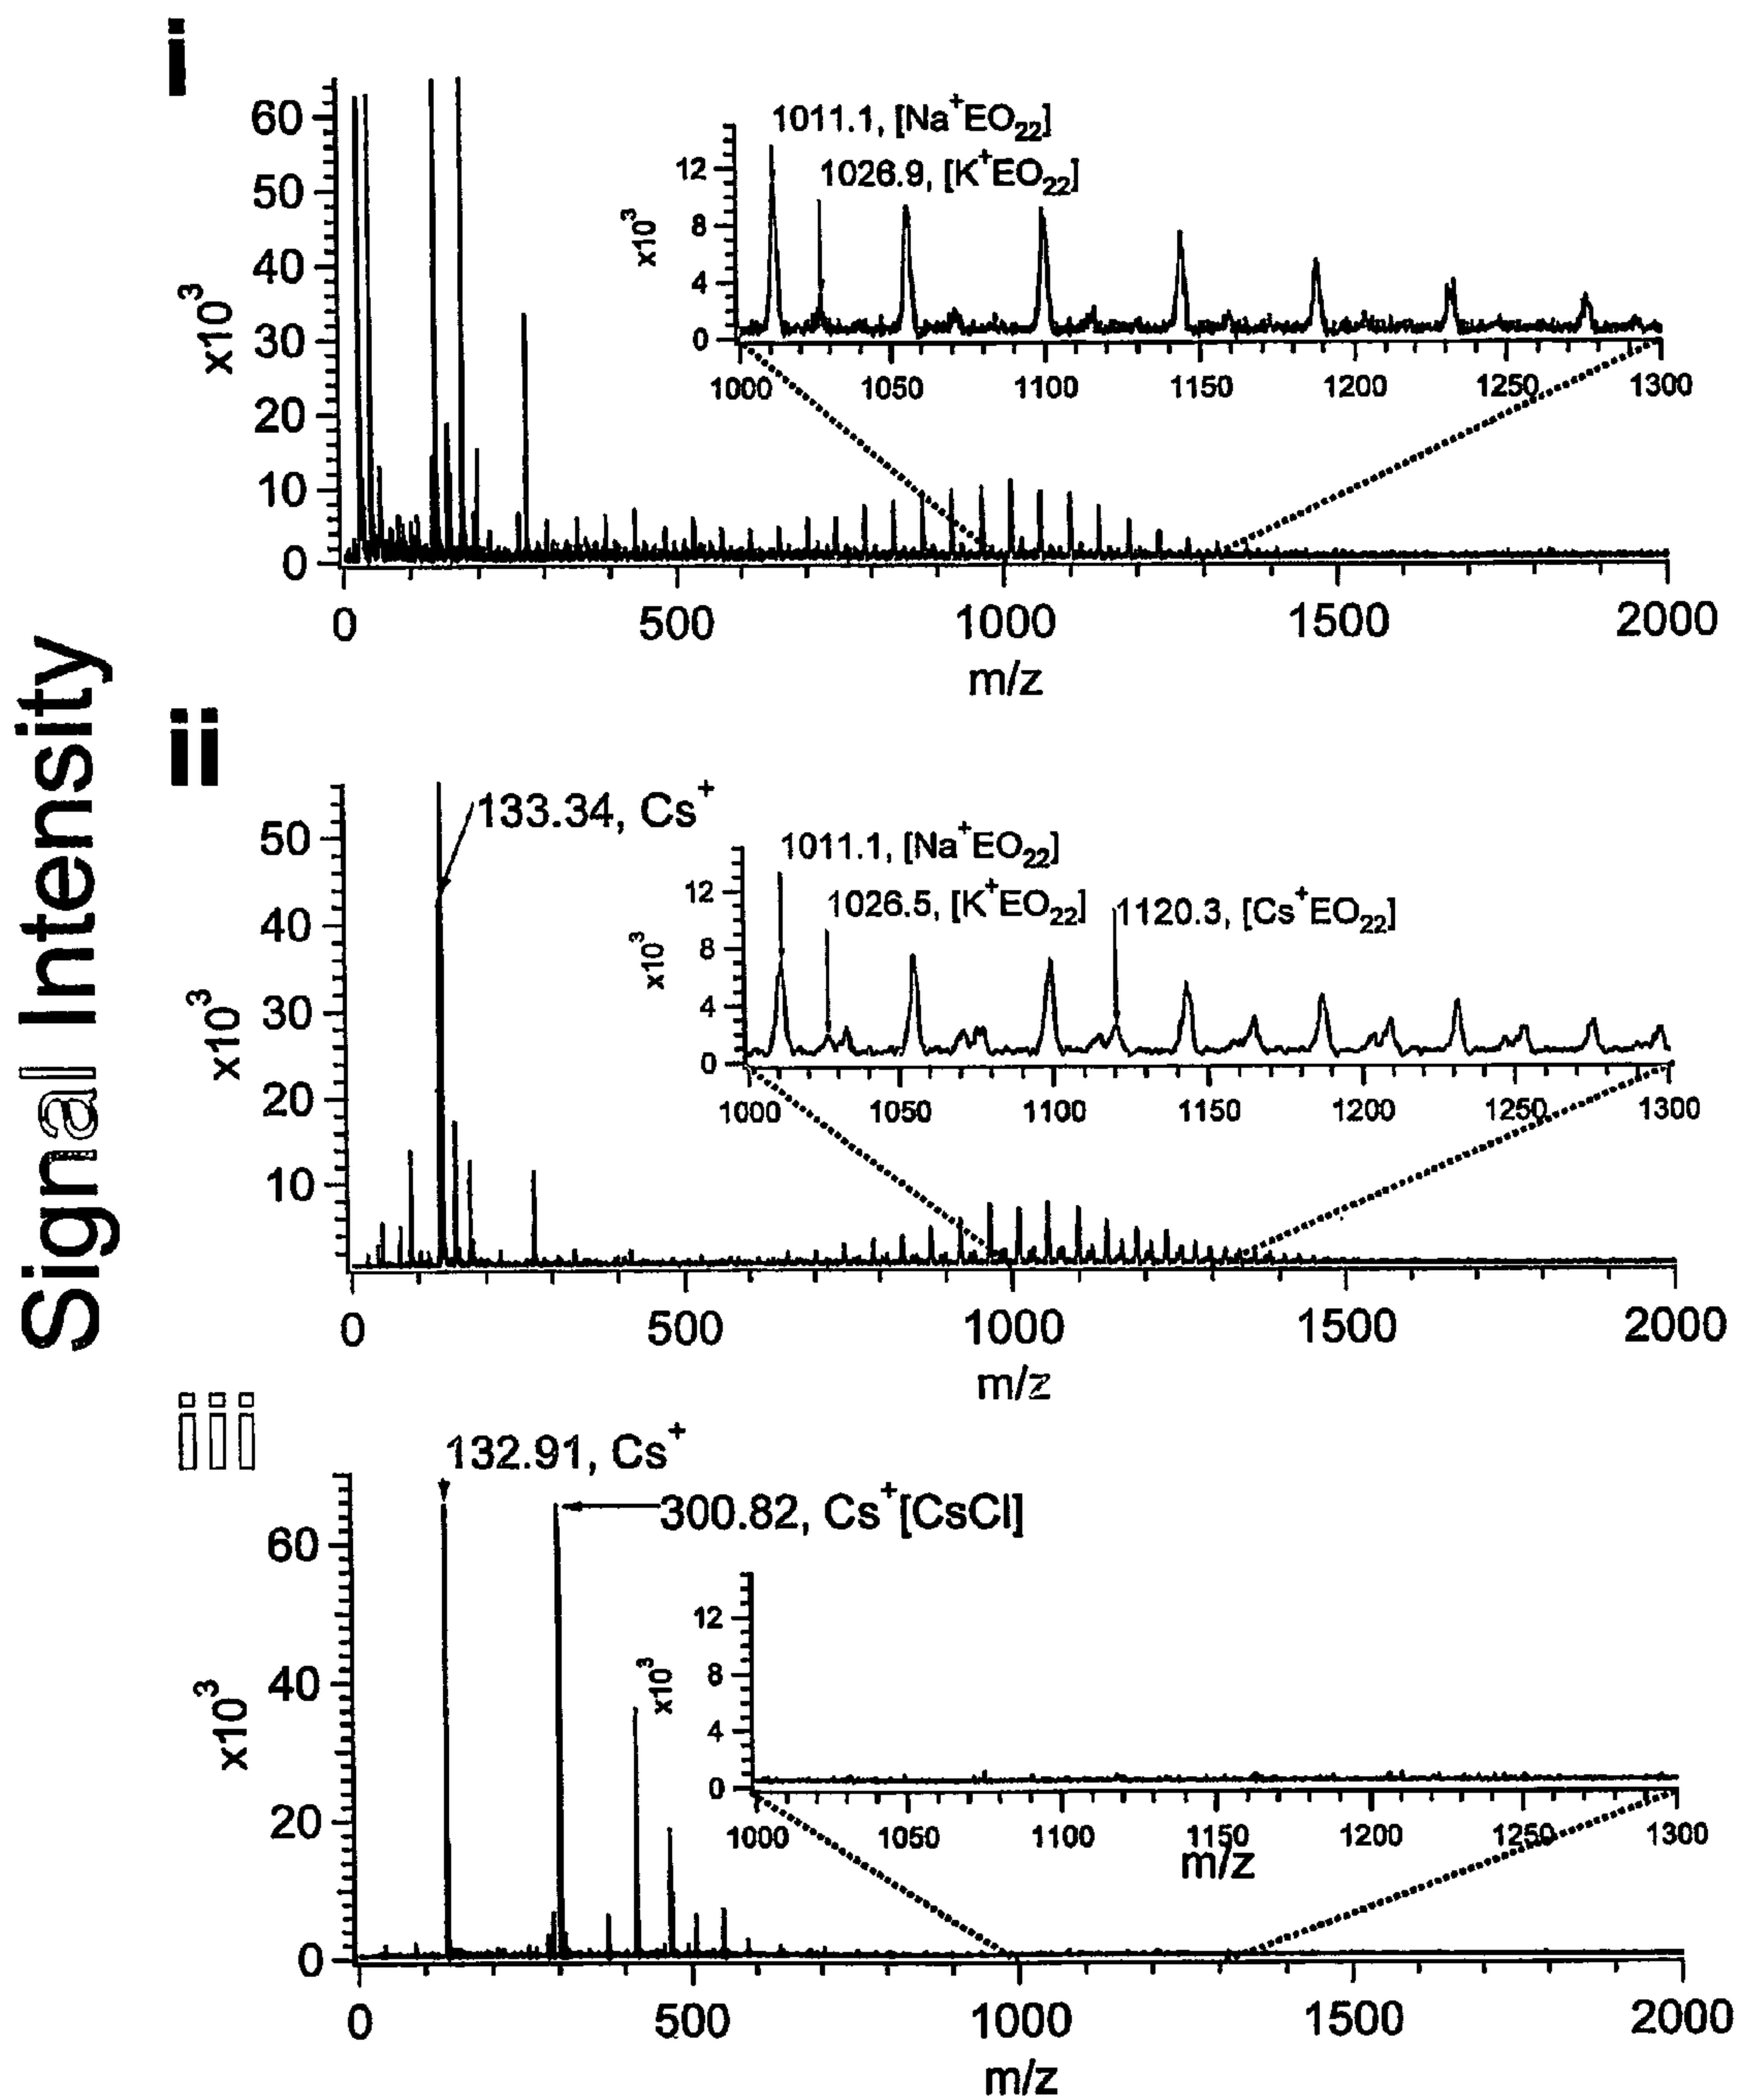 Signal Intensity
i
60
50
40
30
20
10
0
x10³
0 500 1000 1500 2000
m/z
1011.1, [Na⁺EO₂₂]
1026.9, [K⁺EO₂₂]
12
8
4
0
x10³
1000 1050 1100 1150 1200 1250 1300
ii
50
40
30
20
10
x10³
133.34, Cs⁺
0 500 1000 1500 2000
m/z
1011.1, [Na⁺EO₂₂]
1026.5, [K⁺EO₂₂]
1120.3, [Cs⁺EO₂₂]
12
8
4
0
x10³
1000 1050 1100 1150 1200 1250 1300
iii
60
40
20
0
x10³
132.91, Cs⁺
300.82, Cs⁺[CsCl]
12
8
4
0
x10³
1000 1050 1100 1150 1200 1250 1300
m/z
0 500 1000 1500 2000
m/z